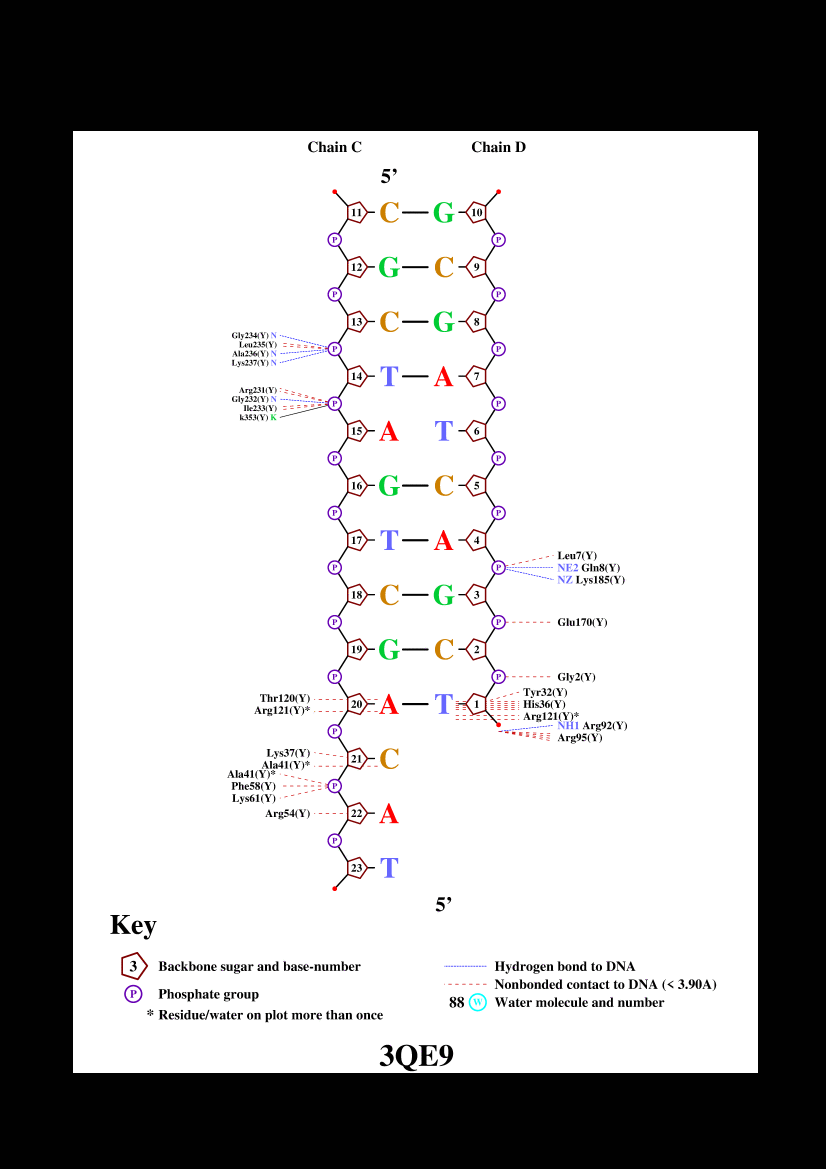 Chain C Chain D
5’
11 C G 10
P P
12 G C 9
P P
13 C G 8
Gly234(Y) N
Leu235(Y)
P P
Ala236(Y) N
Lys237(Y) N
14 T A 7
Arg231(Y)
Gly232(Y) N
P P
Ile233(Y)
k353(Y) K
15 A T 6
P P
16 G C 5
P P
17 T A 4
Leu7(Y)
P P NE2 Gln8(Y)
NZ Lys185(Y)
18 C G 3
P P Glu170(Y)
19 G C 2
P P Gly2(Y)
Tyr32(Y)
Thr120(Y)
20 A T 1 His36(Y)
Arg121(Y)* Arg121(Y)*
NH1 Arg92(Y)
P Arg95(Y)
Lys37(Y)
21 C
Ala41(Y)*
Ala41(Y)*
Phe58(Y) P
Lys61(Y)
Arg54(Y) 22 A
P
23 T
5’
Key
3 Backbone sugar and base-number
P Phosphate group
* Residue/water on plot more than once
Hydrogen bond to DNA
Nonbonded contact to DNA (< 3.90A)
88 W Water molecule and number
3QE9